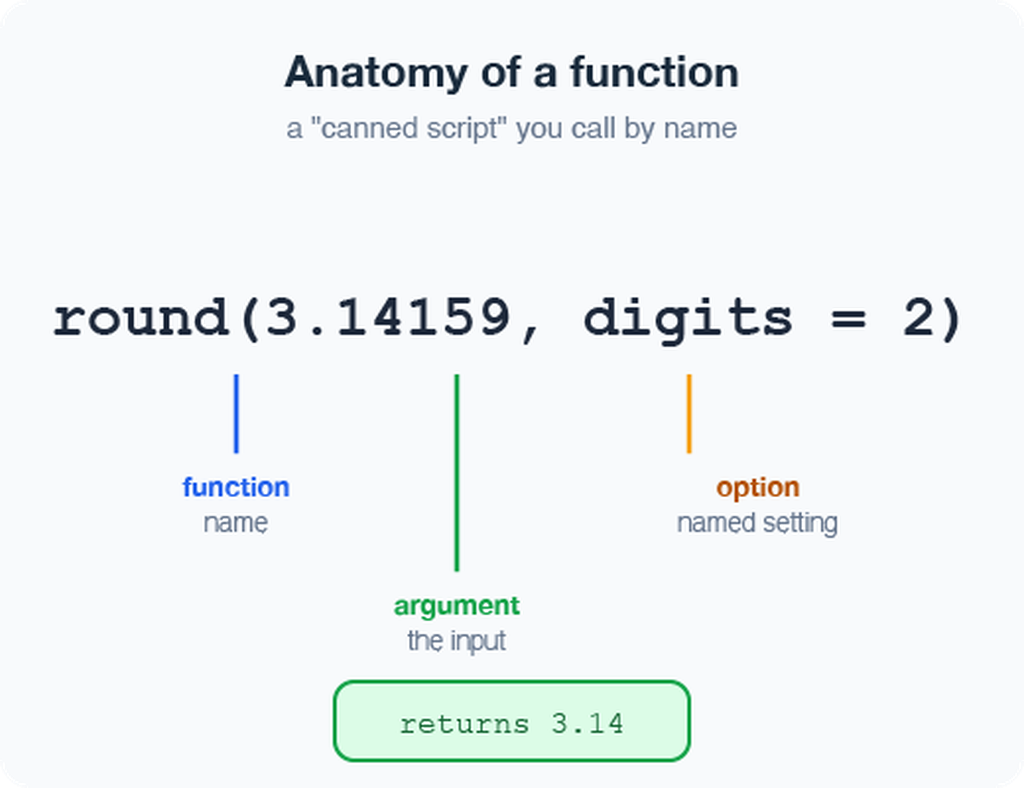 Anatomy of a function
a "canned script" you call by name
round(3.14159, digits = 2)
function
name
option
named setting
argument
the input
returns 3.14